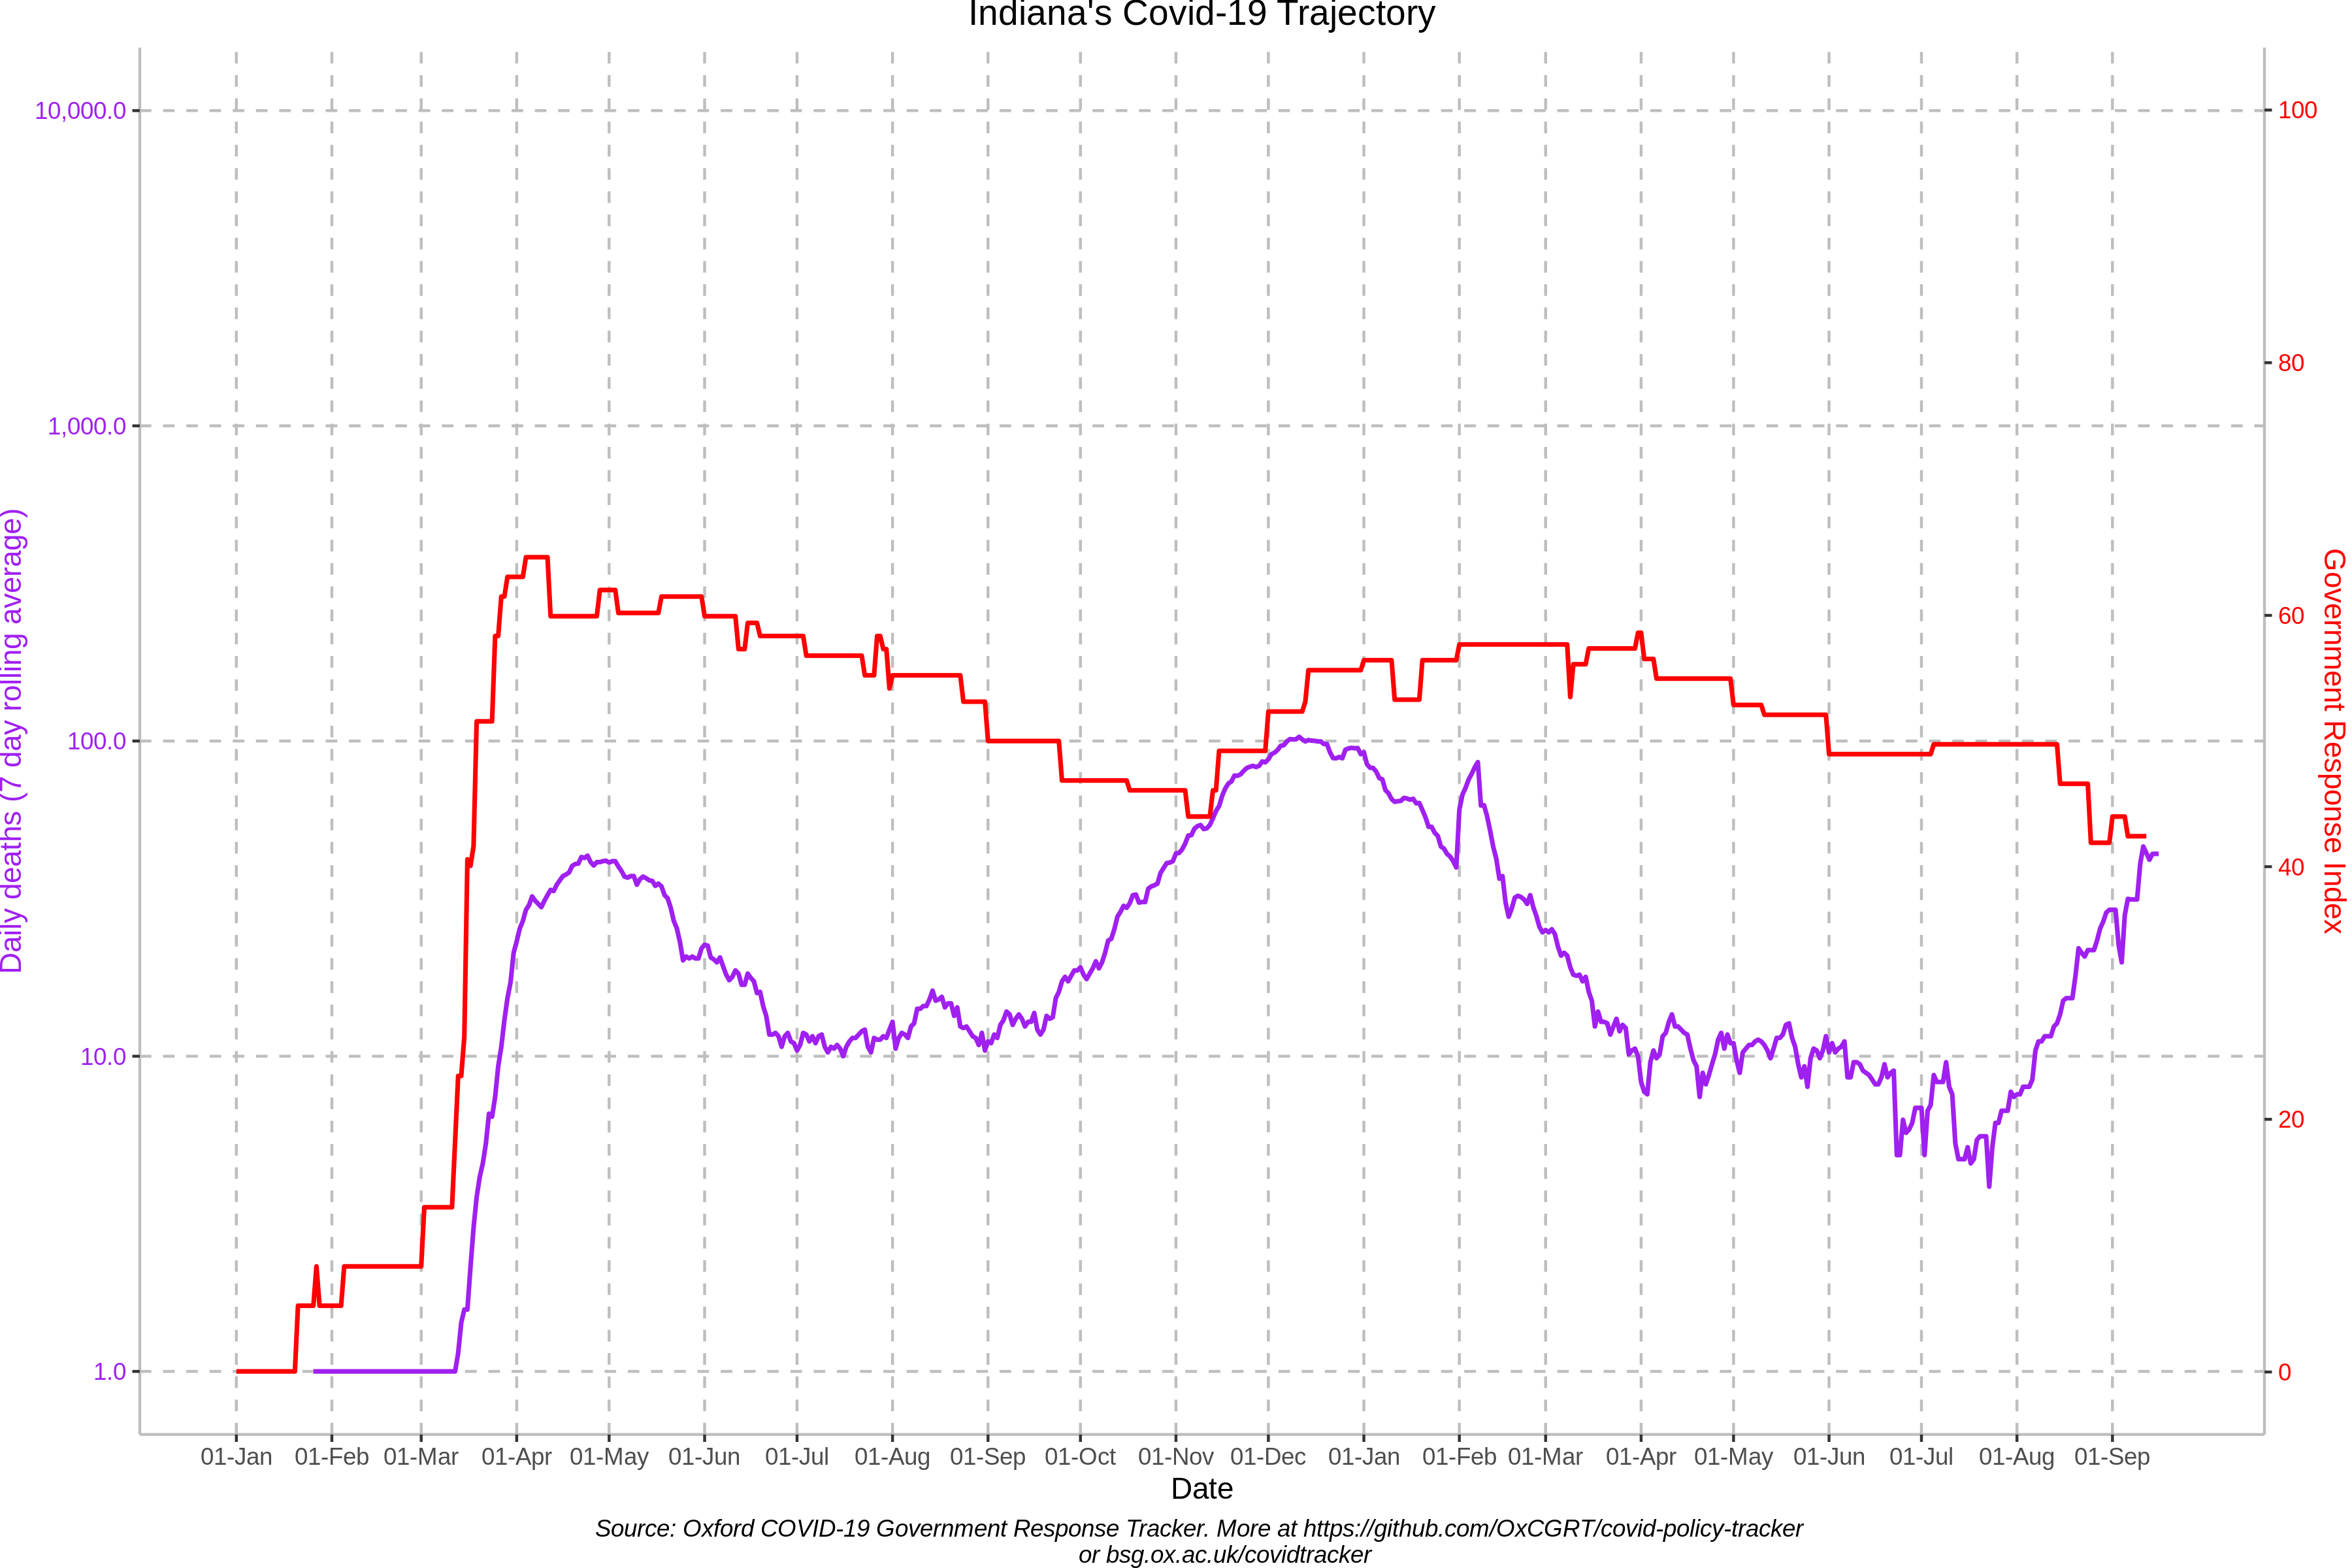 Indiana's Covid-19 Trajectory
10,000.0
1,000.0
100.0
10.0
1.0
Daily deaths (7 day rolling average)
100
80
60
40
20
0
Government Response Index
01-Jan 01-Feb 01-Mar 01-Apr 01-May 01-Jun 01-Jul 01-Aug 01-Sep 01-Oct 01-Nov 01-Dec 01-Jan 01-Feb 01-Mar 01-Apr 01-May 01-Jun 01-Jul 01-Aug 01-Sep
Date
Source: Oxford COVID-19 Government Response Tracker. More at https://github.com/OxCGRT/covid-policy-tracker
or bsg.ox.ac.uk/covidtracker